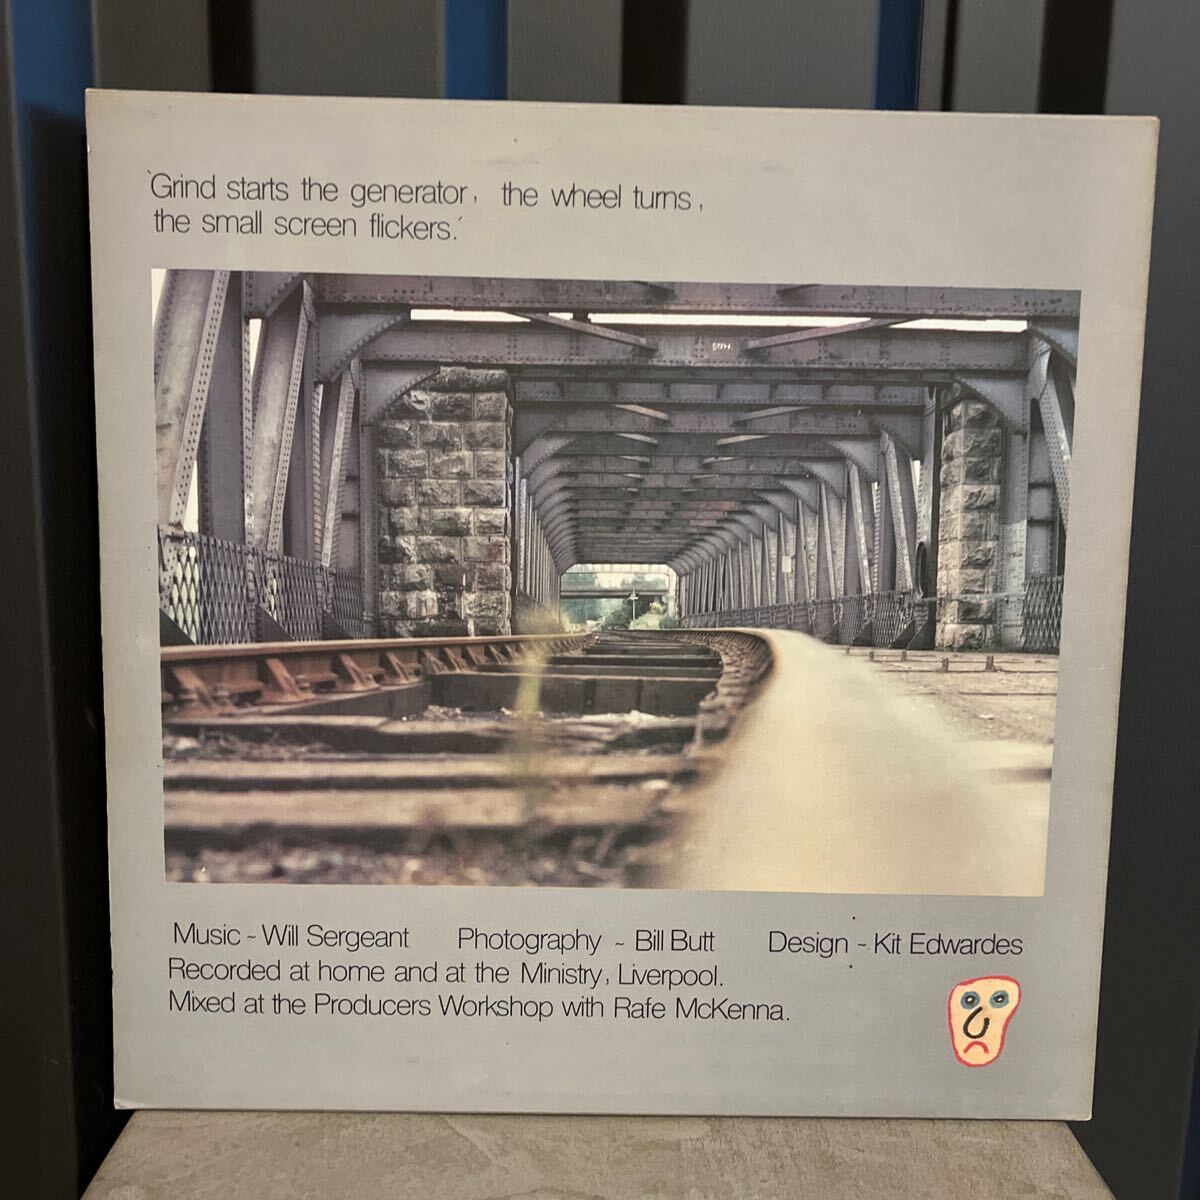 ‘Grind starts the generator, the wheel turns,
the small screen flickers.’
Music ~ Will Sergeant Photography ~ Bill Butt Design ~ Kit Edwardes
Recorded at home and at the Ministry, Liverpool.
Mixed at the Producers Workshop with Rafe McKenna.